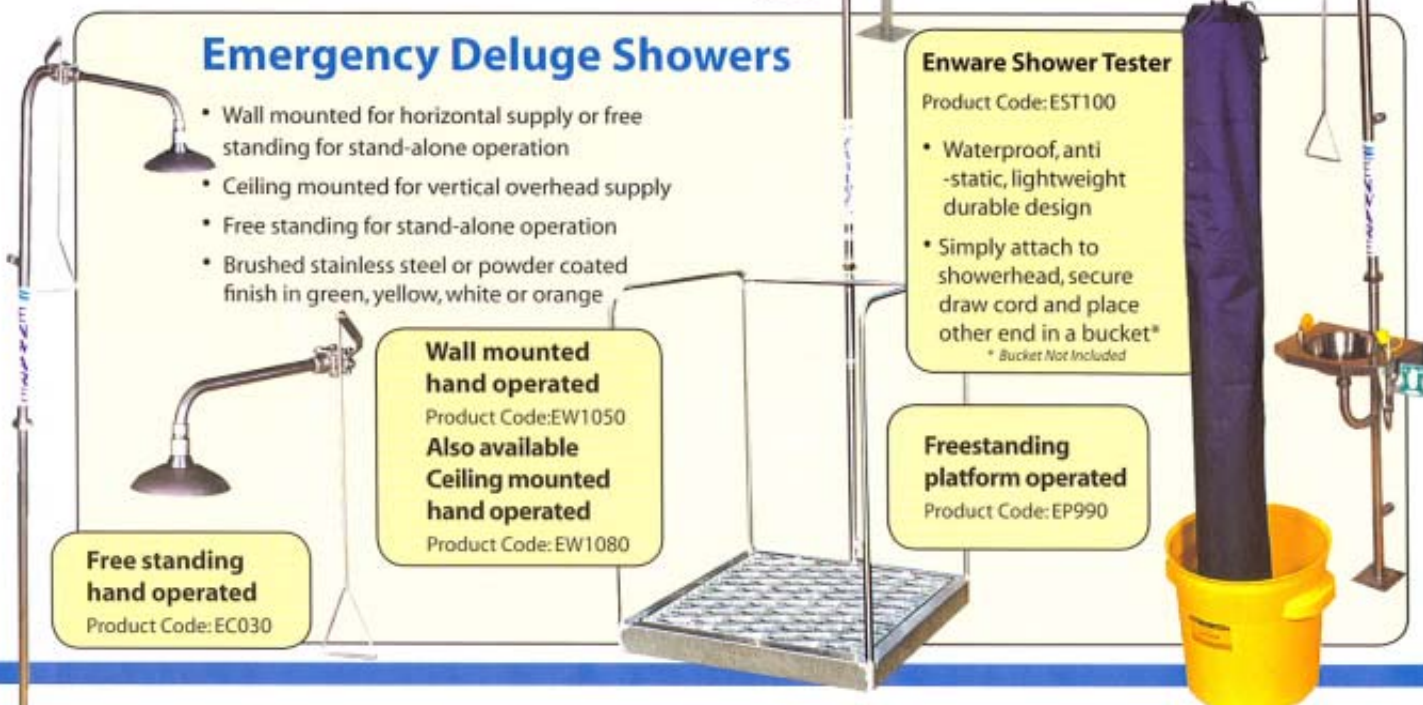 Emergency Deluge Showers
• Wall mounted for horizontal supply or free
standing for stand-alone operation
• Ceiling mounted for vertical overhead supply
• Free standing for stand-alone operation
• Brushed stainless steel or powder coated
finish in green, yellow, white or orange
Wall mounted
hand operated
Product Code:EW1050
Also available
Ceiling mounted
hand operated
Product Code: EW1080
Free standing
hand operated
Product Code: EC030
Enware Shower Tester
Product Code: EST100
• Waterproof, anti
-static, lightweight
durable design
• Simply attach to
showerhead, secure
draw cord and place
other end in a bucket*
* Bucket Not Included
Freestanding
platform operated
Product Code: EP990